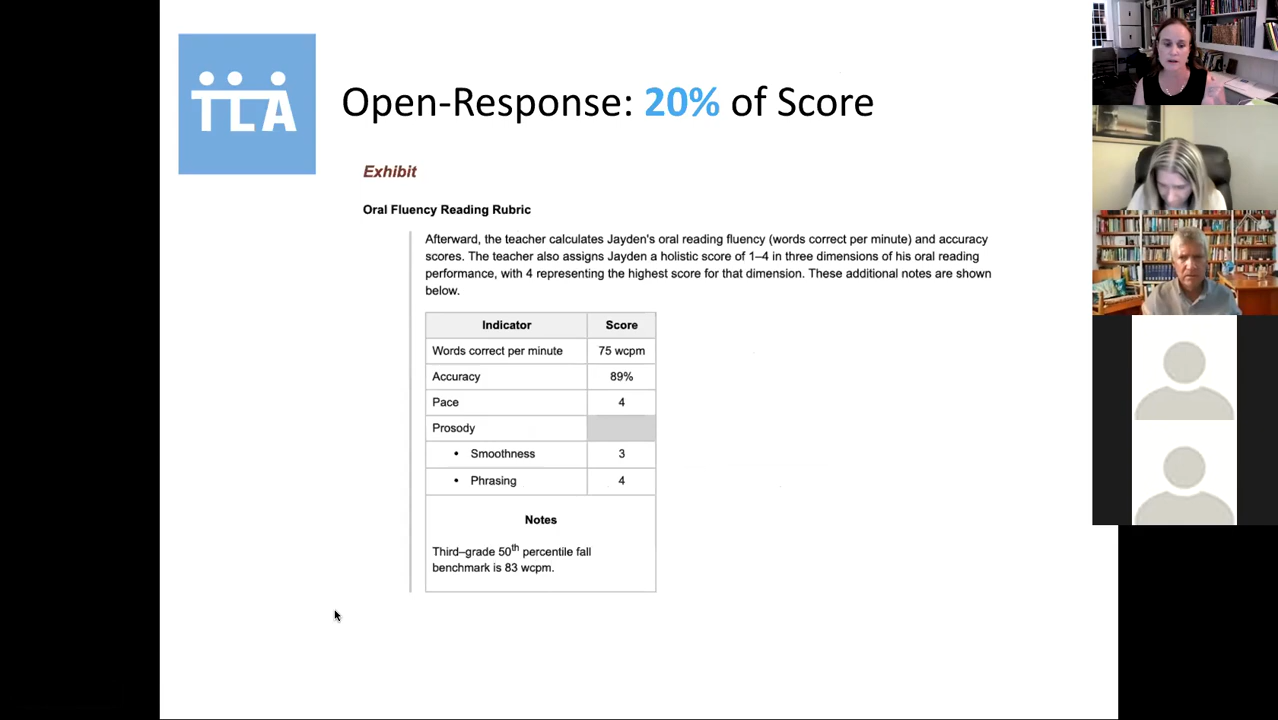 TLA
Open-Response: 20% of Score
Exhibit
Oral Fluency Reading Rubric
Afterward, the teacher calculates Jayden's oral reading fluency (words correct per minute) and accuracy
scores. The teacher also assigns Jayden a holistic score of 1–4 in three dimensions of his oral reading
performance, with 4 representing the highest score for that dimension. These additional notes are shown
below.
Indicator Score
Words correct per minute 75 wcpm
Accuracy 89%
Pace 4
Prosody
• Smoothness 3
• Phrasing 4
Notes
Third–grade 50th percentile fall
benchmark is 83 wcpm.